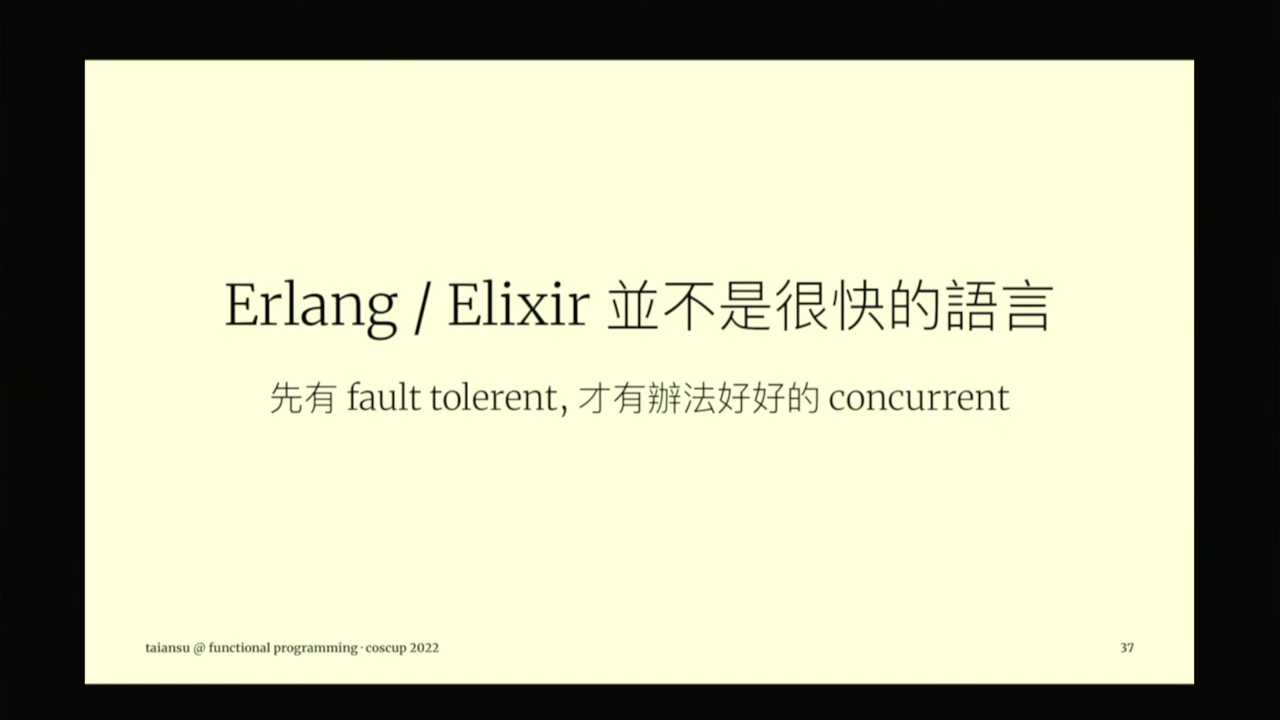 Erlang / Elixir 並不是很快的語言
先有 fault tolerent, 才有辦法好好的 concurrent
taiansu @ functional programming · coscup 2022
37